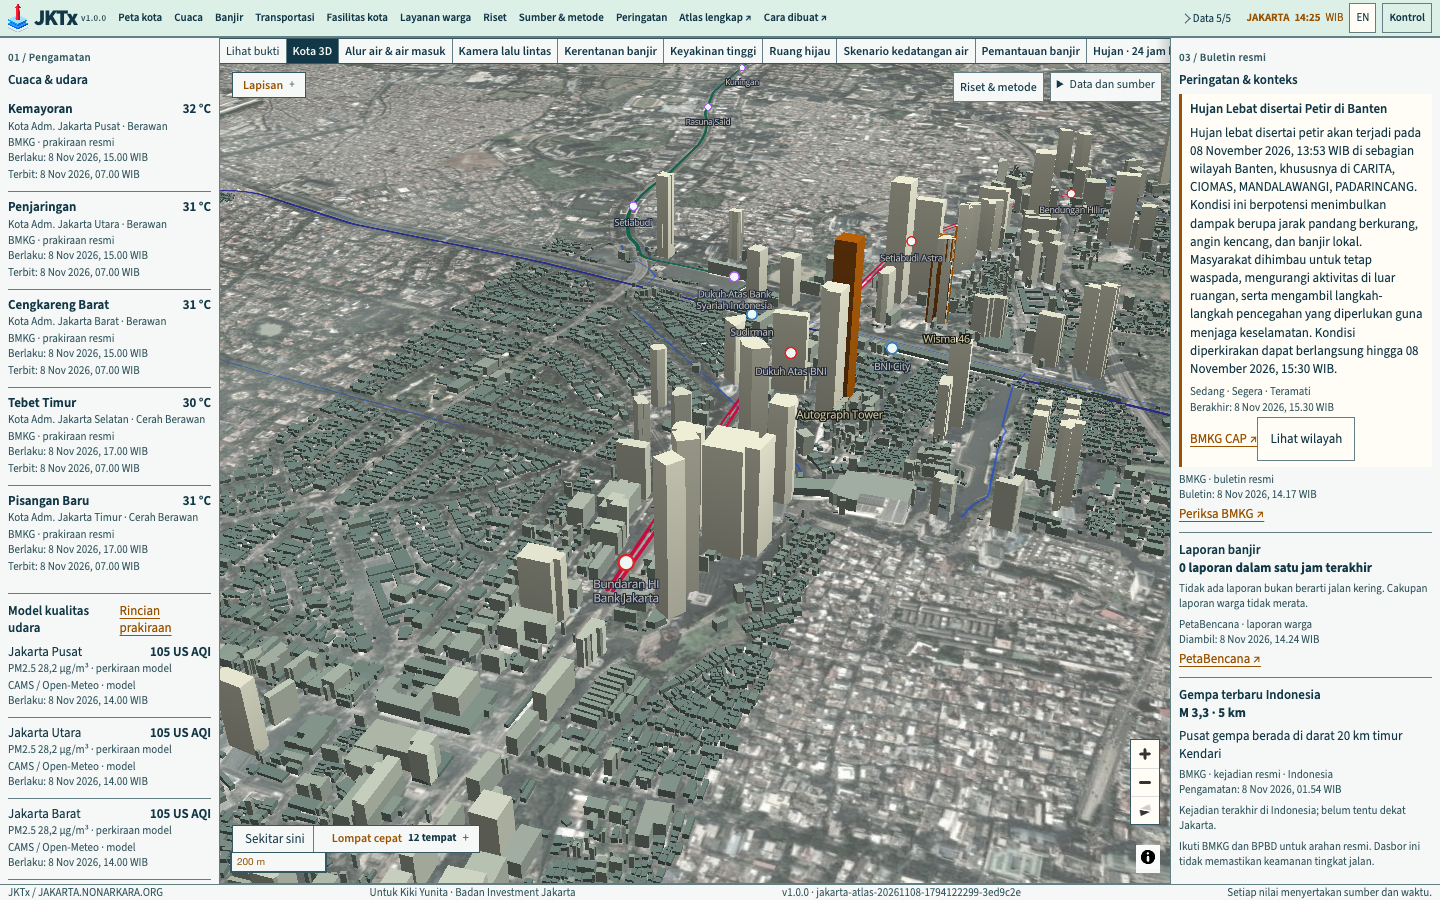 JKTx v1.0.0 Peta kota Cuaca Banjir Transportasi Fasilitas kota Layanan warga Riset Sumber & metode Peringatan Atlas lengkap ↗ Cara dibuat ↗ Data 5/5 JAKARTA 14:25 WIB EN Kontrol
01 / Pengamatan
Cuaca & udara
Kemayoran 32 °C
Kota Adm. Jakarta Pusat · Berawan
BMKG · prakiraan resmi
Berlaku: 8 Nov 2026, 15.00 WIB
Terbit: 8 Nov 2026, 07.00 WIB
Penjaringan 31 °C
Kota Adm. Jakarta Utara · Berawan
BMKG · prakiraan resmi
Berlaku: 8 Nov 2026, 15.00 WIB
Terbit: 8 Nov 2026, 07.00 WIB
Cengkareng Barat 31 °C
Kota Adm. Jakarta Barat · Berawan
BMKG · prakiraan resmi
Berlaku: 8 Nov 2026, 15.00 WIB
Terbit: 8 Nov 2026, 07.00 WIB
Tebet Timur 30 °C
Kota Adm. Jakarta Selatan · Cerah Berawan
BMKG · prakiraan resmi
Berlaku: 8 Nov 2026, 17.00 WIB
Terbit: 8 Nov 2026, 07.00 WIB
Pisangan Baru 31 °C
Kota Adm. Jakarta Timur · Cerah Berawan
BMKG · prakiraan resmi
Berlaku: 8 Nov 2026, 17.00 WIB
Terbit: 8 Nov 2026, 07.00 WIB
Model kualitas udara Rincian prakiraan
Jakarta Pusat 105 US AQI
PM2.5 28,2 µg/m³ · perkiraan model
CAMS / Open-Meteo · model
Berlaku: 8 Nov 2026, 14.00 WIB
Jakarta Utara 105 US AQI
PM2.5 28,2 µg/m³ · perkiraan model
CAMS / Open-Meteo · model
Berlaku: 8 Nov 2026, 14.00 WIB
Jakarta Barat 105 US AQI
PM2.5 28,2 µg/m³ · perkiraan model
CAMS / Open-Meteo · model
Berlaku: 8 Nov 2026, 14.00 WIB
Lihat bukti Kota 3D Alur air & air masuk Kamera lalu lintas Kerentanan banjir Keyakinan tinggi Ruang hijau Skenario kedatangan air Pemantauan banjir Hujan · 24 jam
Lapisan +
Riset & metode
▶ Data dan sumber
Kuningan
Rasuna Said
Setiabudi
Bendungan Hilir
Setiabudi Astra
Dukuh Atas Bank
Syariah Indonesia
Sudirman
Wisma 46
Dukuh Atas BNI
BNI City
Autograph Tower
Bundaran HI
Bank Jakarta
Sekitar sini
Lompat cepat 12 tempat +
200 m
03 / Buletin resmi
Peringatan & konteks
Hujan Lebat disertai Petir di Banten
Hujan lebat disertai petir akan terjadi pada
08 November 2026, 13:53 WIB di sebagian
wilayah Banten, khususnya di CARITA,
CIOMAS, MANDALAWANGI, PADARINCANG.
Kondisi ini berpotensi menimbulkan
dampak berupa jarak pandang berkurang,
angin kencang, dan banjir lokal.
Masyarakat dihimbau untuk tetap
waspada, mengurangi aktivitas di luar
ruangan, serta mengambil langkah-
langkah pencegahan yang diperlukan guna
menjaga keselamatan. Kondisi
diperkirakan dapat berlangsung hingga 08
November 2026, 15:30 WIB.
Sedang · Segera · Teramati
Berakhir: 8 Nov 2026, 15.30 WIB
BMKG CAP ↗ Lihat wilayah
BMKG · buletin resmi
Buletin: 8 Nov 2026, 14.17 WIB
Periksa BMKG ↗
Laporan banjir
0 laporan dalam satu jam terakhir
Tidak ada laporan bukan berarti jalan kering. Cakupan
laporan warga tidak merata.
PetaBencana · laporan warga
Diambil: 8 Nov 2026, 14.24 WIB
PetaBencana ↗
Gempa terbaru Indonesia
M 3,3 · 5 km
Pusat gempa berada di darat 20 km timur
Kendari
BMKG · kejadian resmi · Indonesia
Pengamatan: 8 Nov 2026, 01.54 WIB
Kejadian terakhir di Indonesia; belum tentu dekat
Jakarta.
Ikuti BMKG dan BPBD untuk arahan resmi. Dasbor ini
tidak memastikan keamanan tingkat jalan.
JKTx / JAKARTA.NONARKARA.ORG Untuk Kiki Yunita · Badan Investment Jakarta v1.0.0 · jakarta-atlas-20261108-1794122299-3ed9c2e Setiap nilai menyertakan sumber dan waktu.